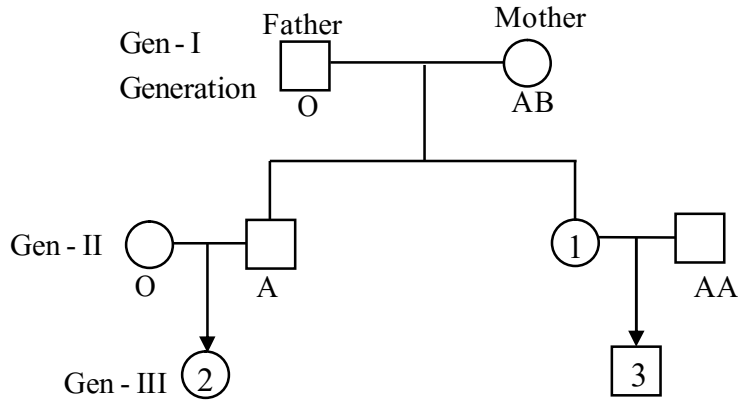 Father
Mother
Gen - I
Generation
O
AB
Gen - II
1
O
A
AA
Gen - III
2
3